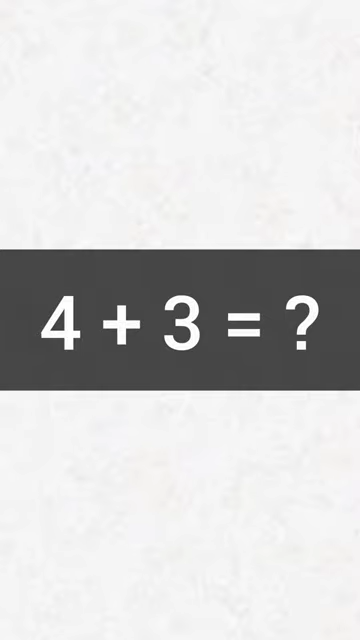 4 + 3 = ?